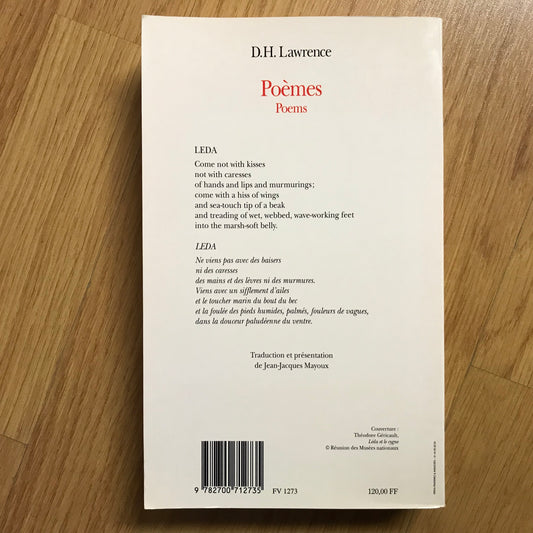 D.H. Lawrence
Poèmes
Poems
LEDA
Come not with kisses
not with caresses
of hands and lips and murmurings;
come with a hiss of wings
and sea-touch tip of a beak
and treading of wet, webbed, wave-working feet
into the marsh-soft belly.
LEDA
Ne viens pas avec des baisers
ni des caresses
des mains et des lèvres ni des murmures.
Viens avec un sifflement d'ailes
et le toucher marin du bout du bec
et la foulée des pieds humides, palmés, fouleurs de vagues,
dans la douceur paludéenne du ventre.
Traduction et présentation
de Jean-Jacques Mayoux
Couverture :
Théodore Géricault,
Léda et le cygne
© Réunion des Musées nationaux
9 782700 712735
FV 1273
120,00 FF